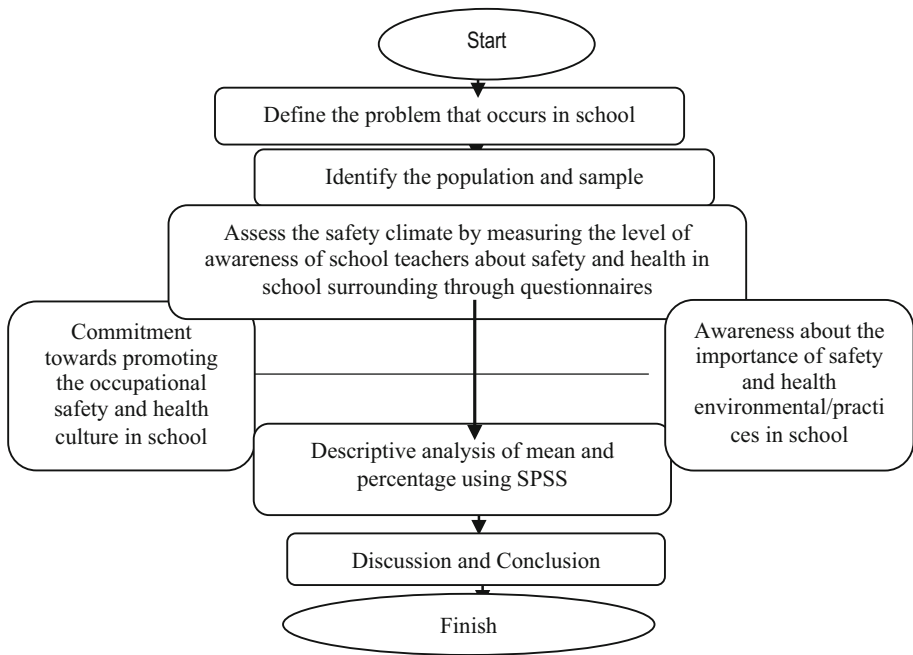 Start
Define the problem that occurs in school
Identify the population and sample
Assess the safety climate by measuring the level of
awareness of school teachers about safety and health in
school surrounding through questionnaires
Commitment
towards promoting
the occupational
safety and health
culture in school
Awareness about the
importance of safety
and health
environmental/practi
ces in school
Descriptive analysis of mean and
percentage using SPSS
Discussion and Conclusion
Finish